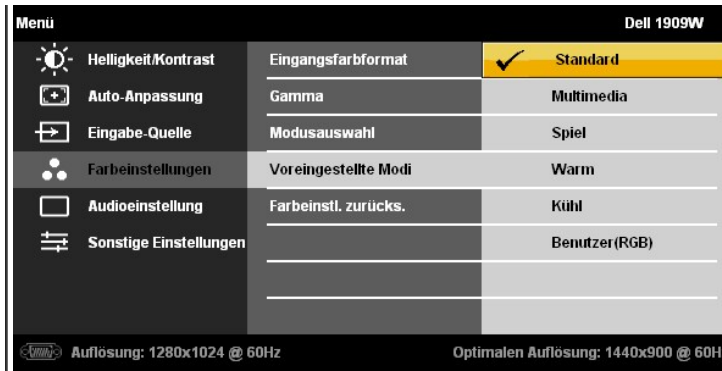 Menü Dell 1909W
Helligkeit/Kontrast Eingangsfarbformat Standard
Auto-Anpassung Gamma Multimedia
Eingabe-Quelle Modusauswahl Spiel
Farbeinstellungen Voreingestellte Modi Warm
Audioeinstellung Farbeinstl. zurücks. Kühl
Sonstige Einstellungen Benutzer(RGB)
Auflösung: 1280x1024 @ 60Hz Optimalen Auflösung: 1440x900 @ 60H